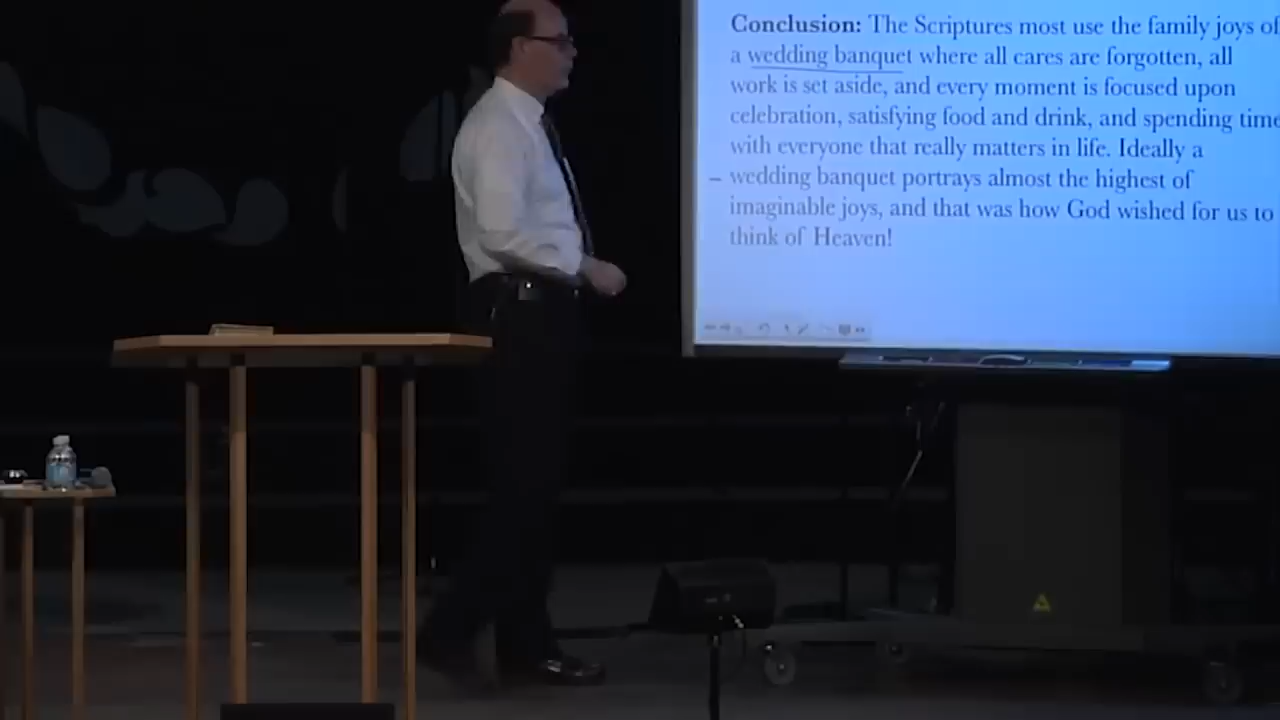 Conclusion: The Scriptures most use the family joys of
a wedding banquet where all cares are forgotten, all
work is set aside, and every moment is focused upon
celebration, satisfying food and drink, and spending time
with everyone that really matters in life. Ideally a
wedding banquet portrays almost the highest of
imaginable joys, and that was how God wished for us to
think of Heaven!